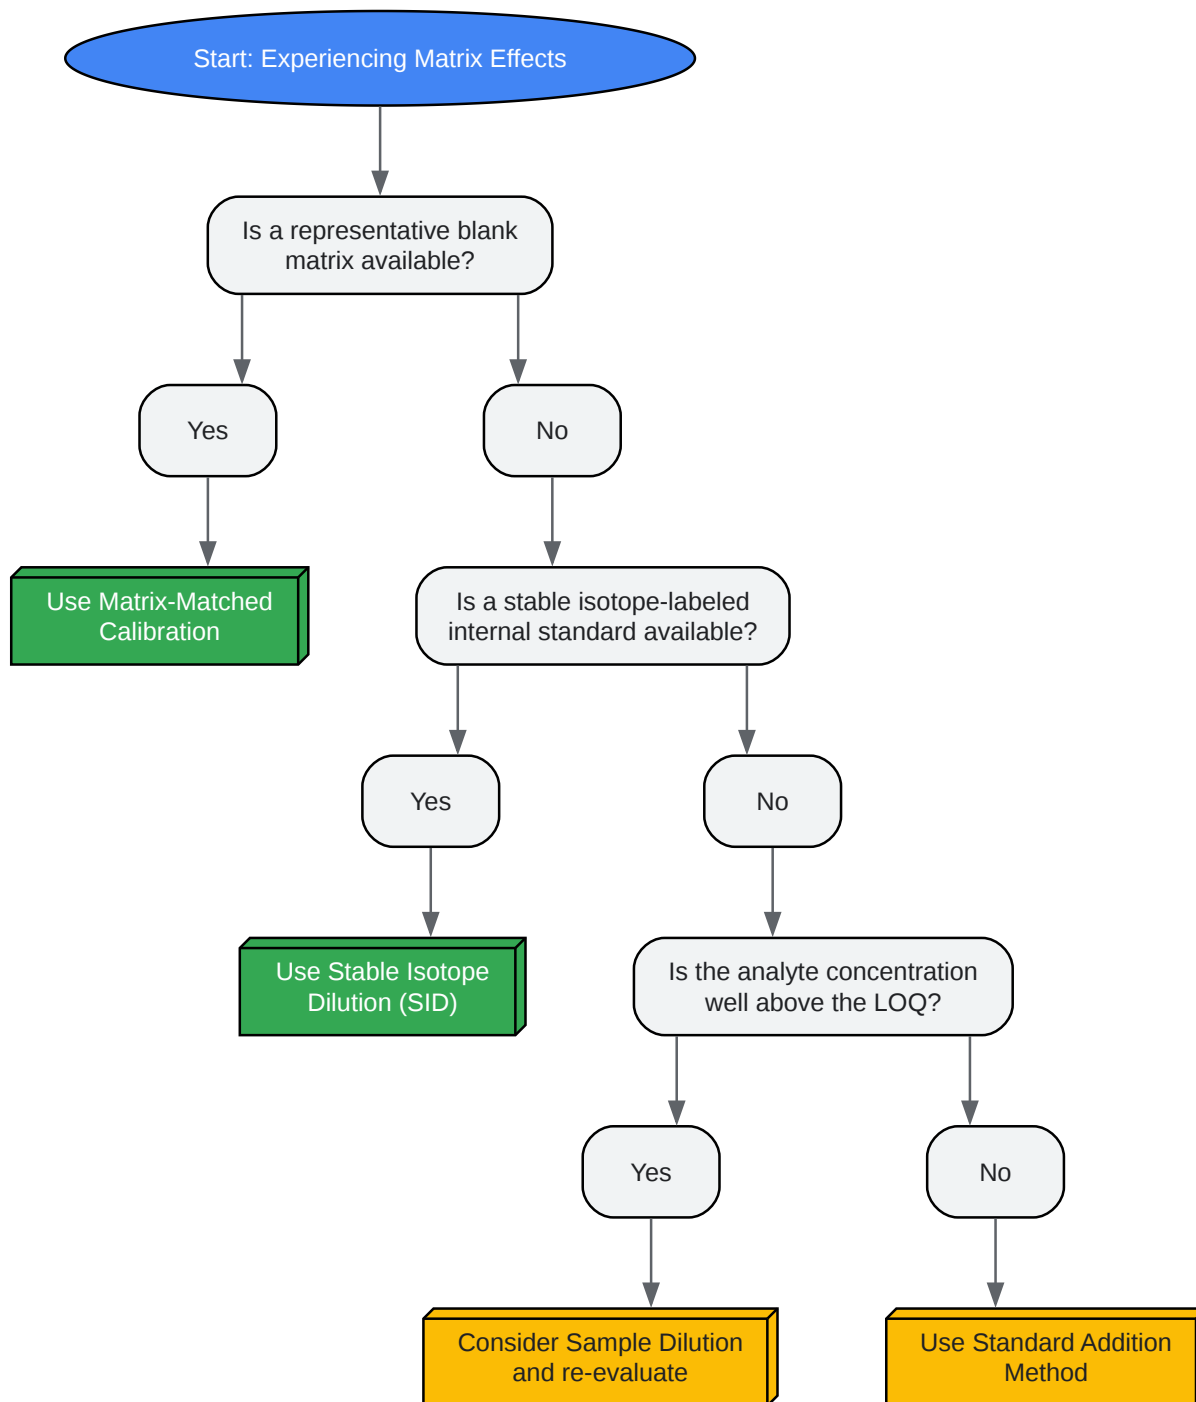 Start: Experiencing Matrix Effects
Is a representative blank
matrix available?
Yes
No
Use Matrix-Matched
Calibration
Is a stable isotope-labeled
internal standard available?
Yes
No
Use Stable Isotope
Dilution (SID)
Is the analyte concentration
well above the LOQ?
Yes
No
Consider Sample Dilution
and re-evaluate
Use Standard Addition
Method